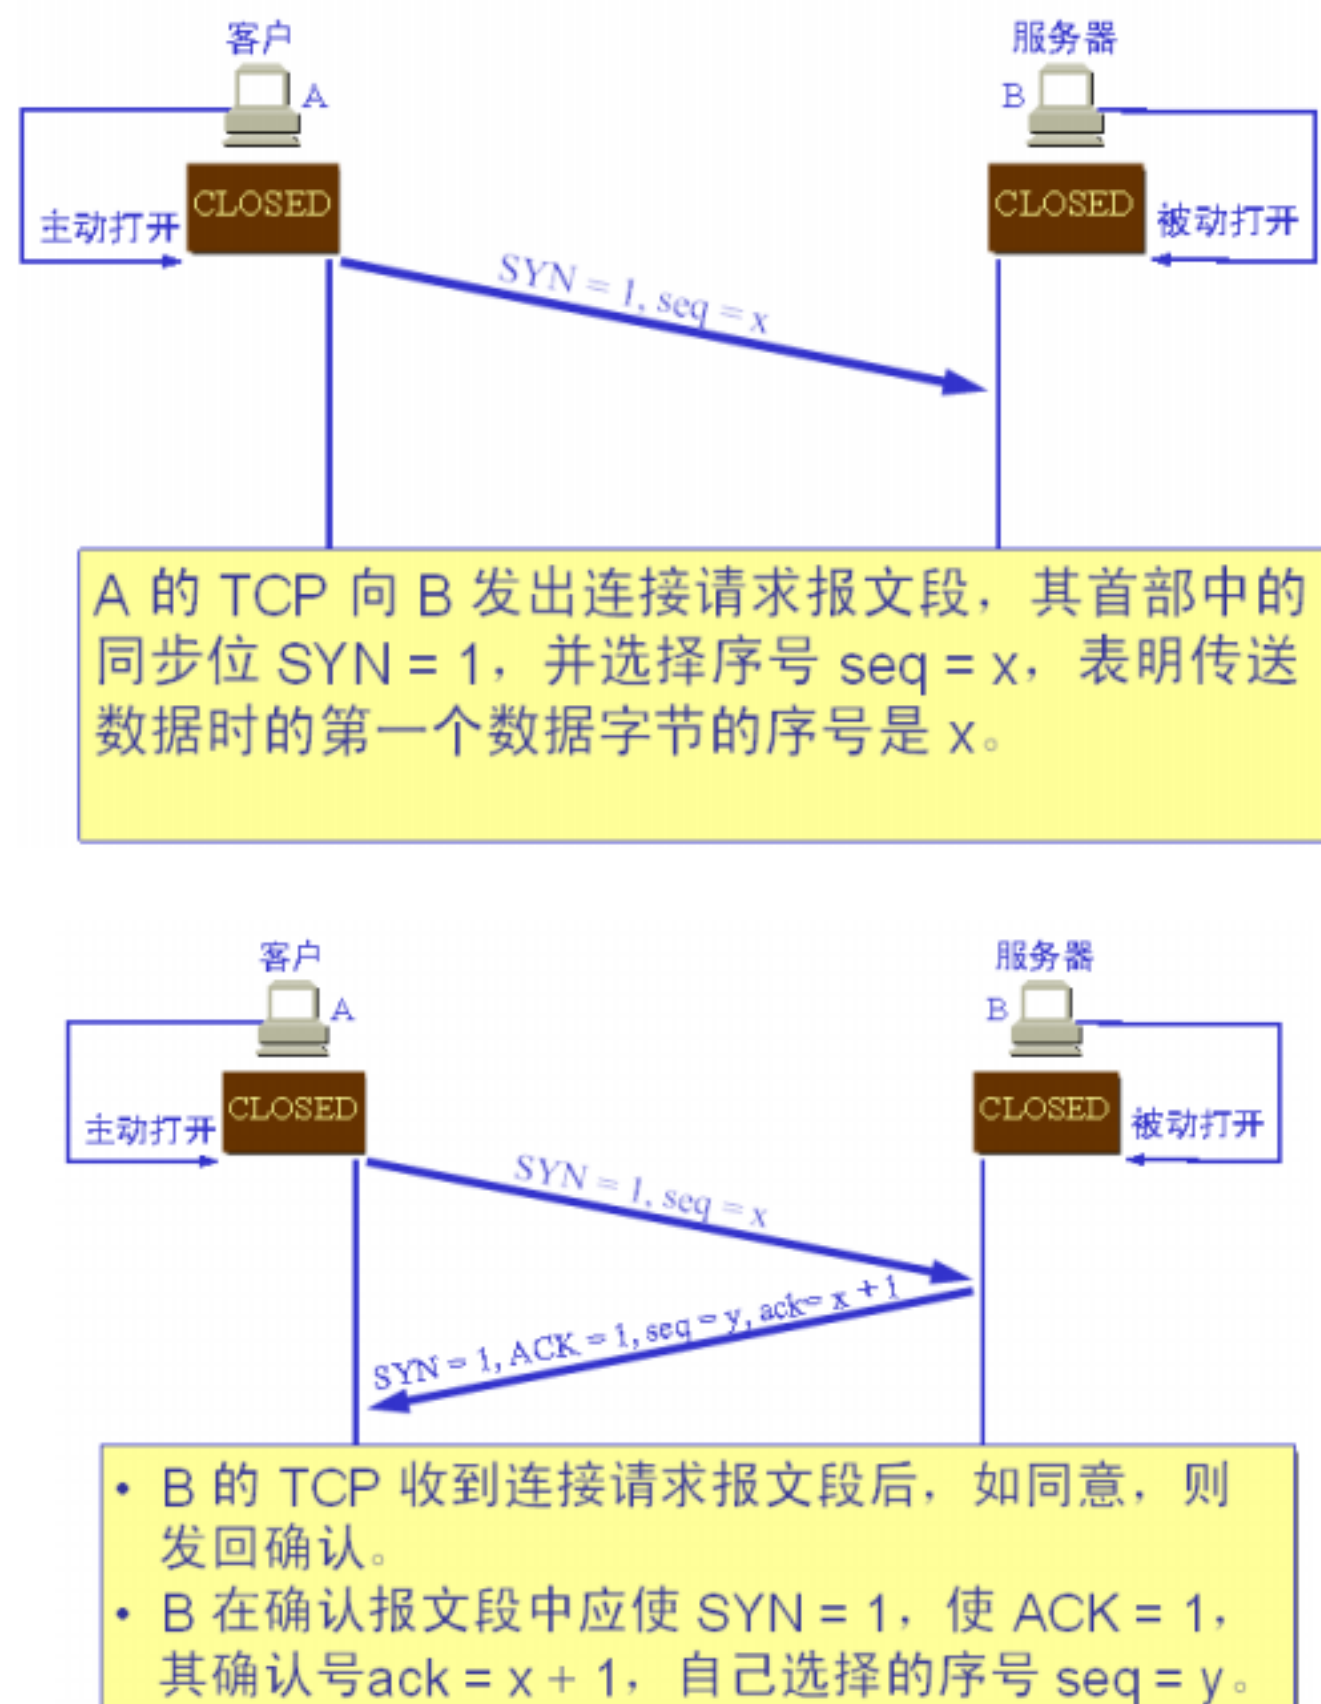 客户
服务器
A
B
CLOSED
CLOSED
主动打开
被动打开
SYN = 1, seq = x
A 的 TCP 向 B 发出连接请求报文段，其首部中的
同步位 SYN = 1，并选择序号 seq = x，表明传送
数据时的第一个数据字节的序号是 x。
客户
服务器
A
B
CLOSED
CLOSED
主动打开
被动打开
SYN = 1, seq = x
SYN = 1, ACK = 1, seq = y, ack= x + 1
• B 的 TCP 收到连接请求报文段后，如同意，则
发回确认。
• B 在确认报文段中应使 SYN = 1，使 ACK = 1，
其确认号ack = x + 1，自己选择的序号 seq = y。